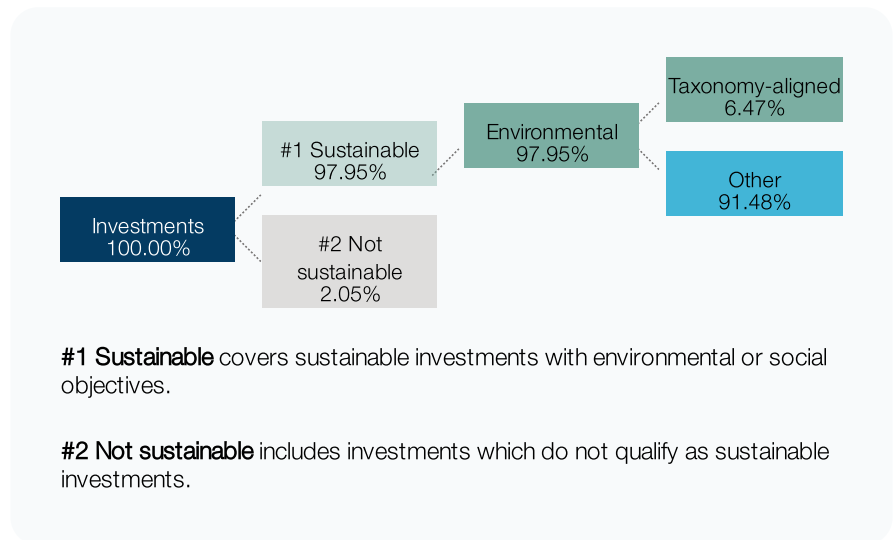 Taxonomy-aligned
6.47%
Environmental
97.95%
#1 Sustainable
97.95%
Other
91.48%
Investments
100.00%
#2 Not
sustainable
2.05%
#1 Sustainable covers sustainable investments with environmental or social
objectives.
#2 Not sustainable includes investments which do not qualify as sustainable
investments.